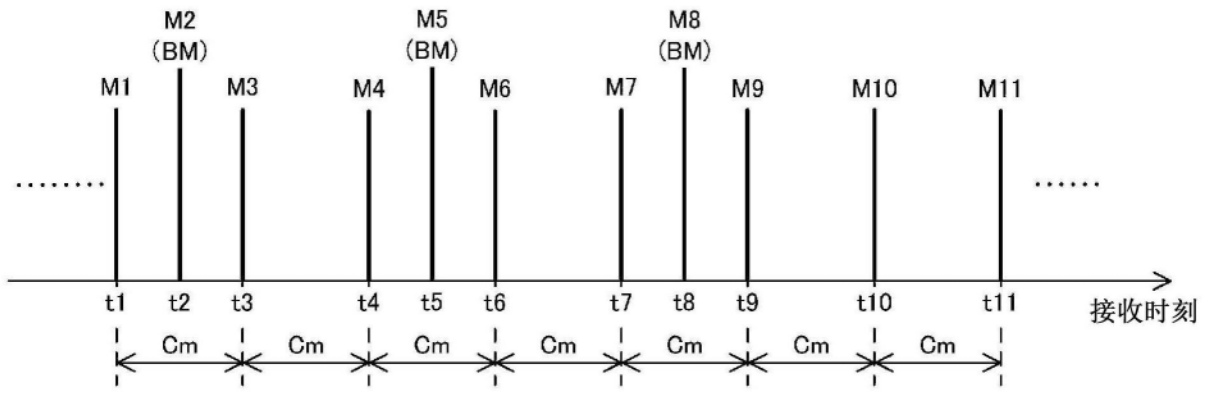 M2 M5 M8
(BM) (BM) (BM)
M1 M3 M4 M6 M7 M9 M10 M11
t1 t2 t3 t4 t5 t6 t7 t8 t9 t10 t11
接收时刻
Cm Cm Cm Cm Cm Cm Cm